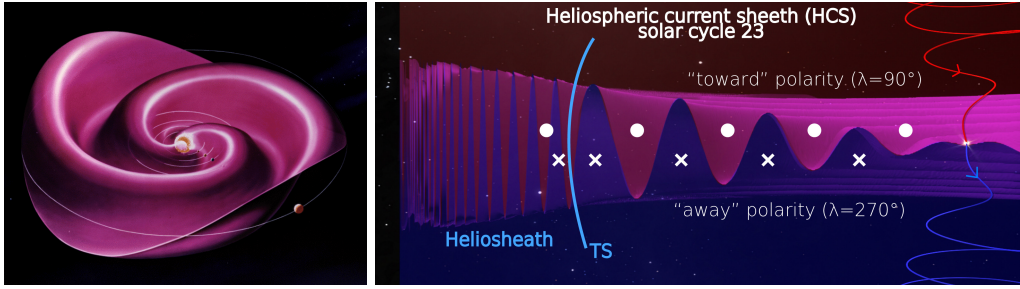 Heliospheric current sheeth (HCS)
solar cycle 23
“toward” polarity (λ=90°)
“away” polarity (λ=270°)
Heliosheath
TS